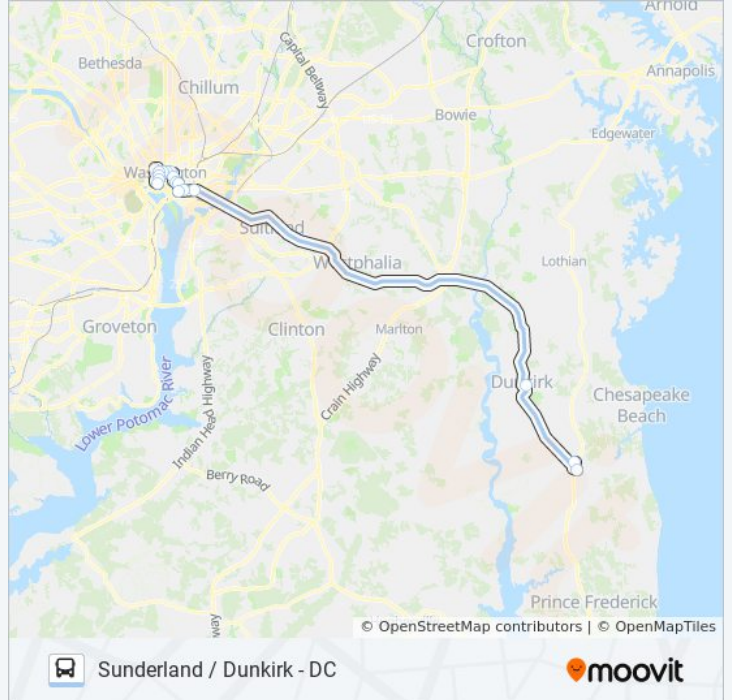 Arnold
Crofton
Bethesda
Capital Beltway
Annapolis
Chillum
Bowie
Edgewater
Washington
Suitland
Westphalia
Lothian
Groveton
Clinton
Marlton
Lower Potomac River
Indian Head Highway
Crain Highway
Dunkirk
Chesapeake
Beach
Berry Road
Prince Frederick
way
© OpenStreetMap contributors | © OpenMapTiles
Sunderland / Dunkirk - DC
moovit